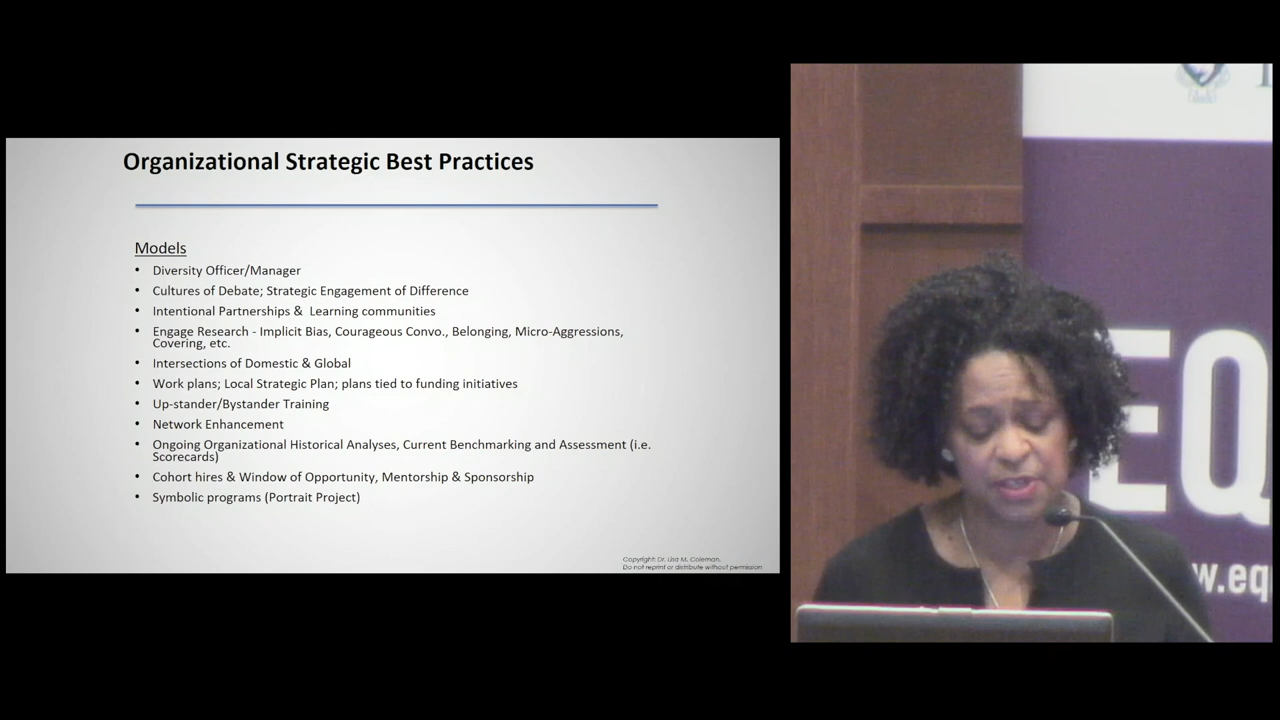 Organizational Strategic Best Practices
Models
• Diversity Officer/Manager
• Cultures of Debate; Strategic Engagement of Difference
• Intentional Partnerships & Learning communities
• Engage Research - Implicit Bias, Courageous Convo., Belonging, Micro-Aggressions,
Covering, etc.
• Intersections of Domestic & Global
• Work plans; Local Strategic Plan; plans tied to funding initiatives
• Up-stander/Bystander Training
• Network Enhancement
• Ongoing Organizational Historical Analyses, Current Benchmarking and Assessment (i.e.
Scorecards)
• Cohort hires & Window of Opportunity, Mentorship & Sponsorship
• Symbolic programs (Portrait Project)
Copyright: Dr. Lisa M. Coleman.
Do not reprint or distribute without permission
EQ
w.eq